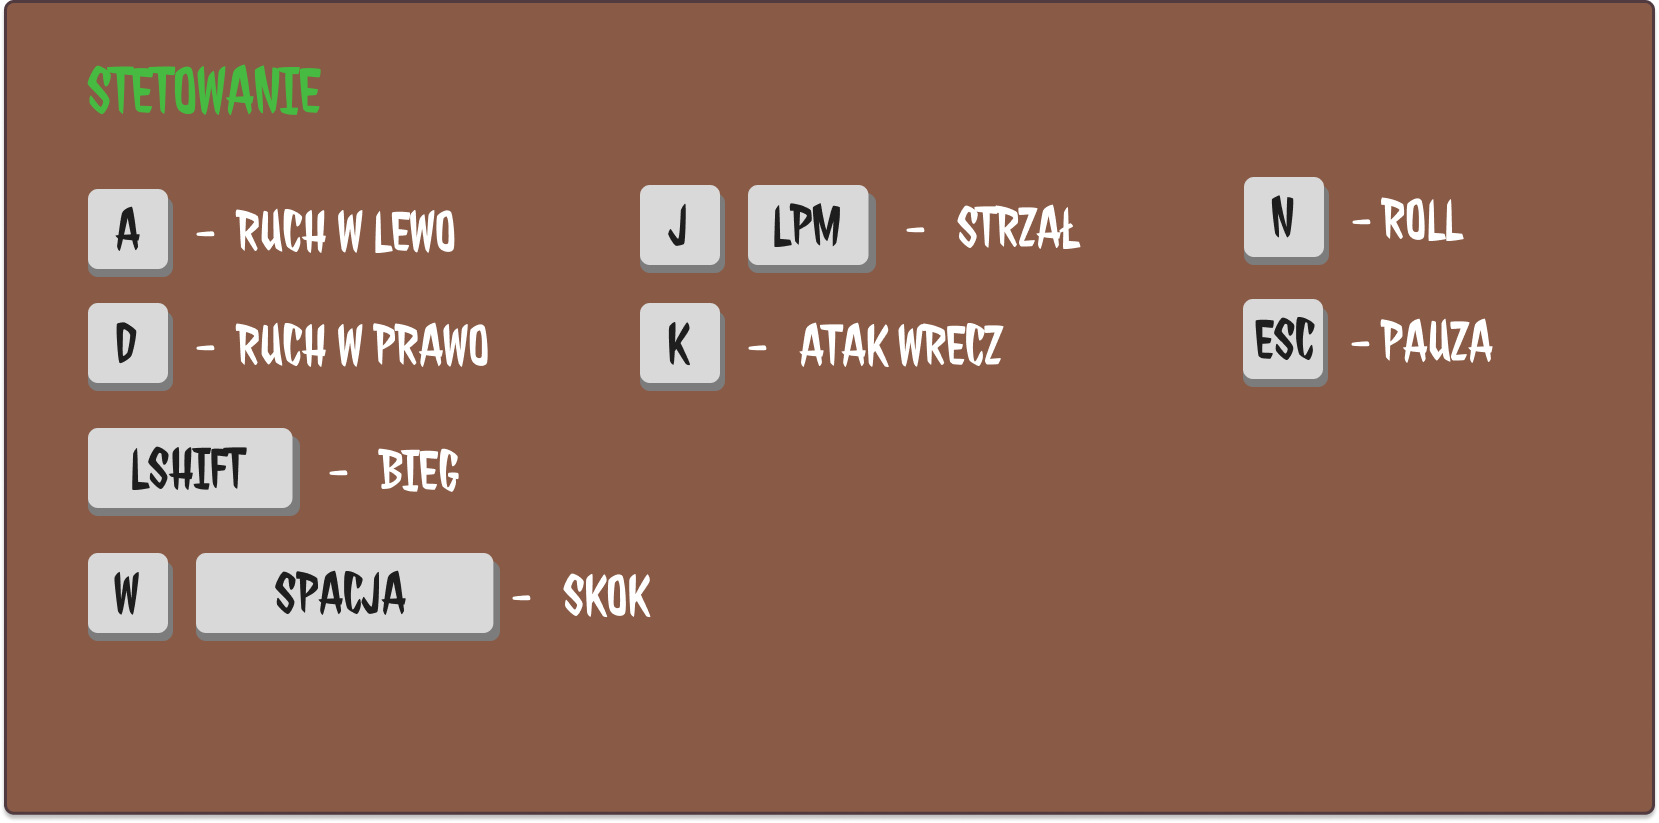 STETOWANIE
A - RUCH W LEWO
D - RUCH W PRAWO
LSHIFT - BIEG
W SPACJA - SKOK
J LPM - STRZAŁ
K - ATAK WRECZ
N - ROLL
ESC - PAUZA